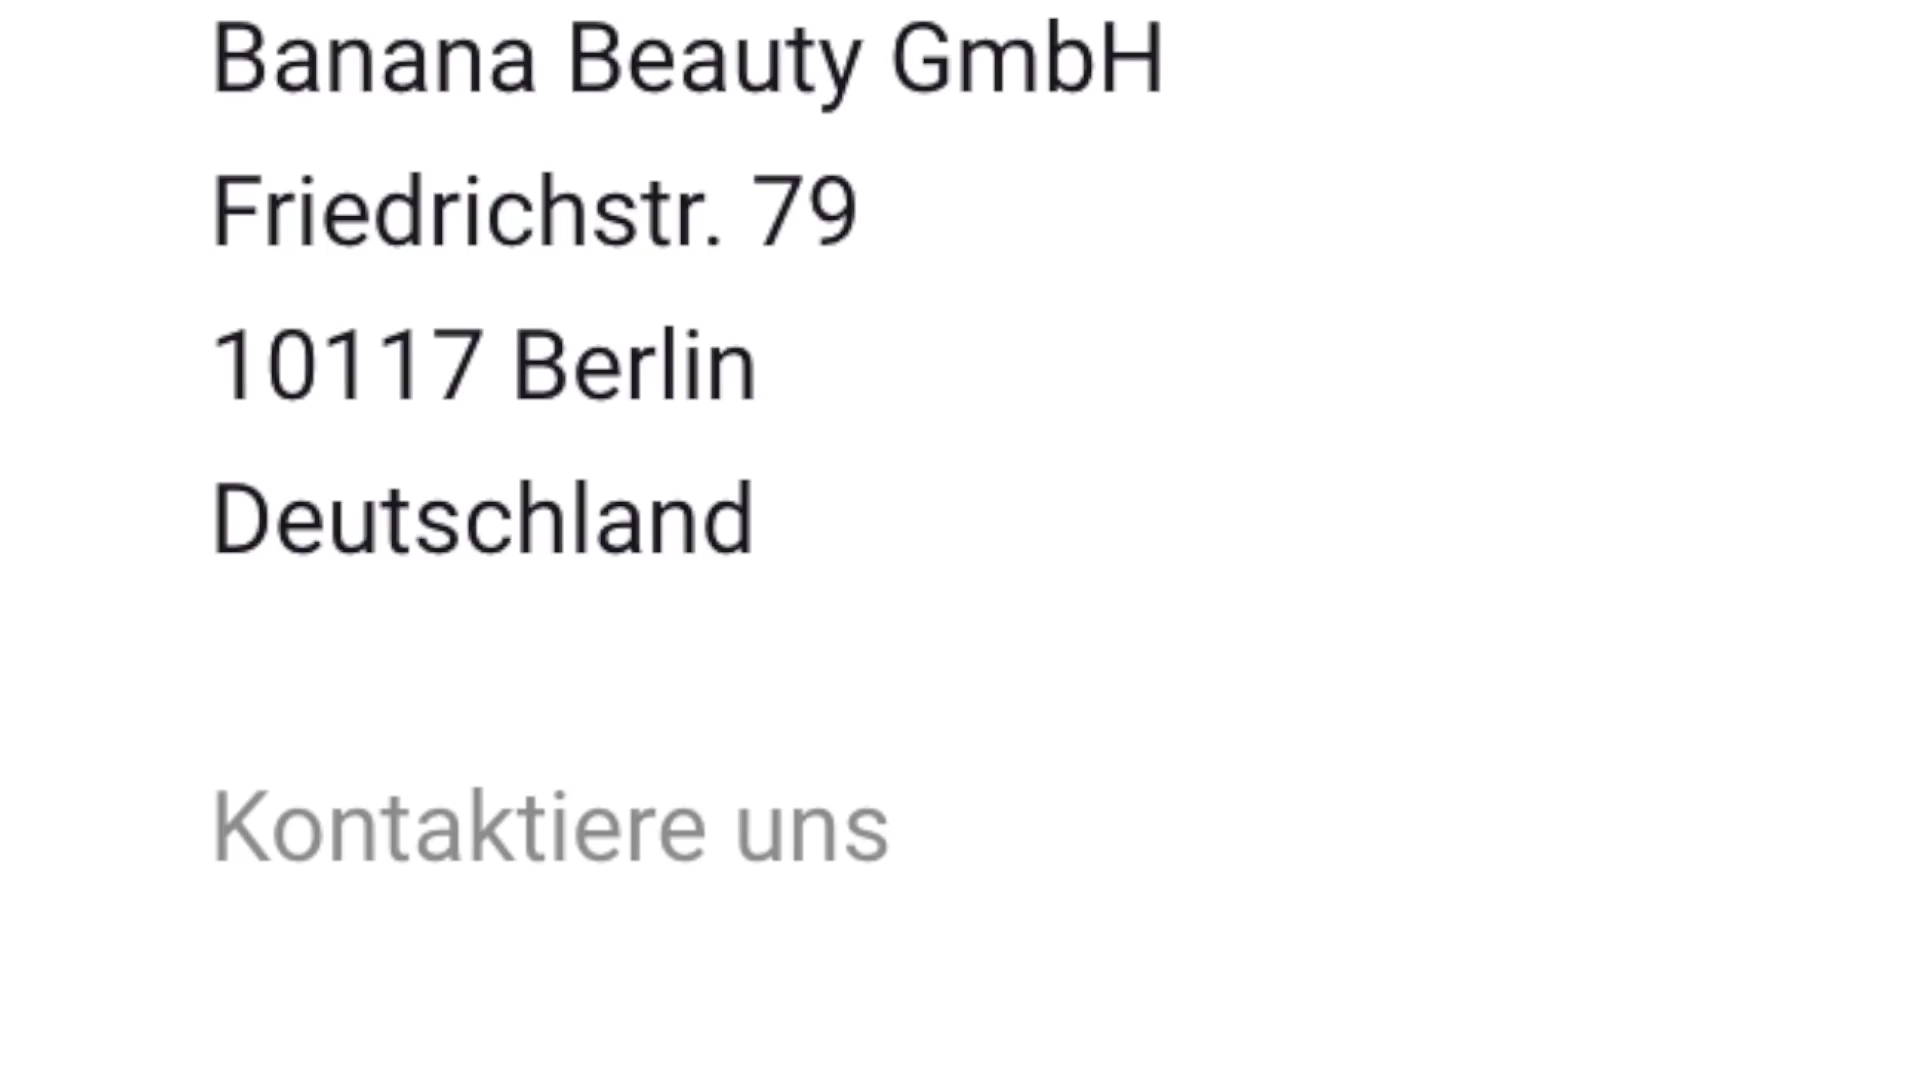 Banana Beauty GmbH
Friedrichstr. 79
10117 Berlin
Deutschland
Kontaktiere uns